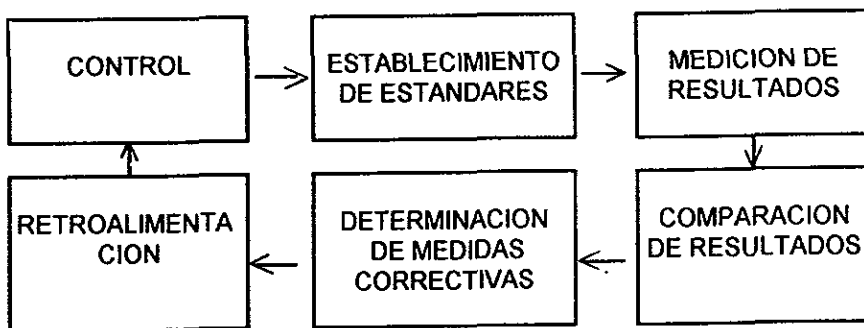 CONTROL
ESTABLECIMIENTO
DE ESTANDARES
MEDICION DE
RESULTADOS
RETROALIMENTA
CION
DETERMINACION
DE MEDIDAS
CORRECTIVAS
COMPARACION
DE RESULTADOS